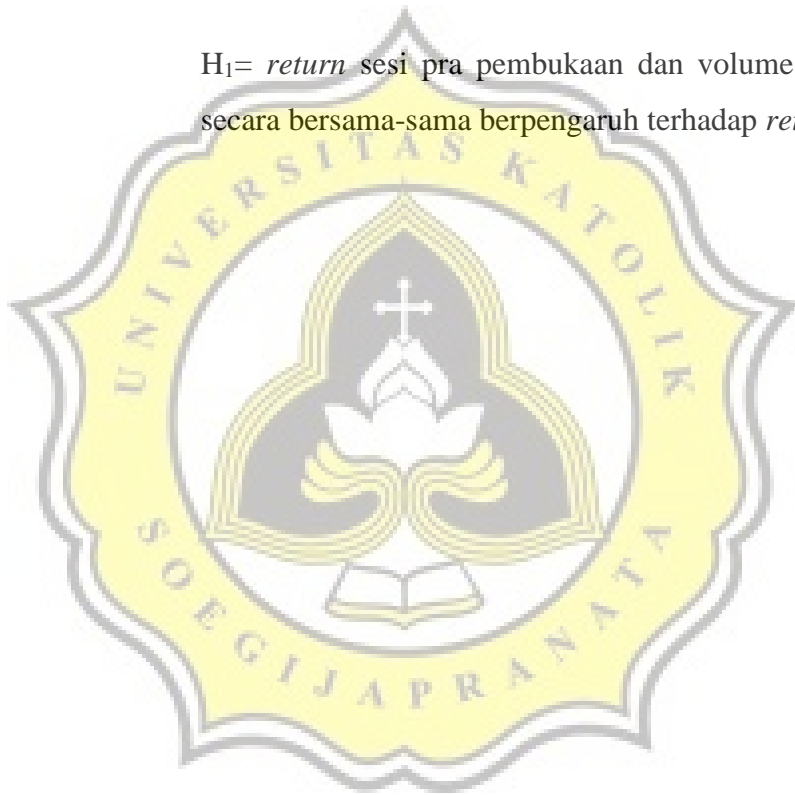 H₁= return sesi pra pembukaan dan volume
secara bersama-sama berpengaruh terhadap
UNIVERSITAS KATOLIK
SOEGIJAPRANATA